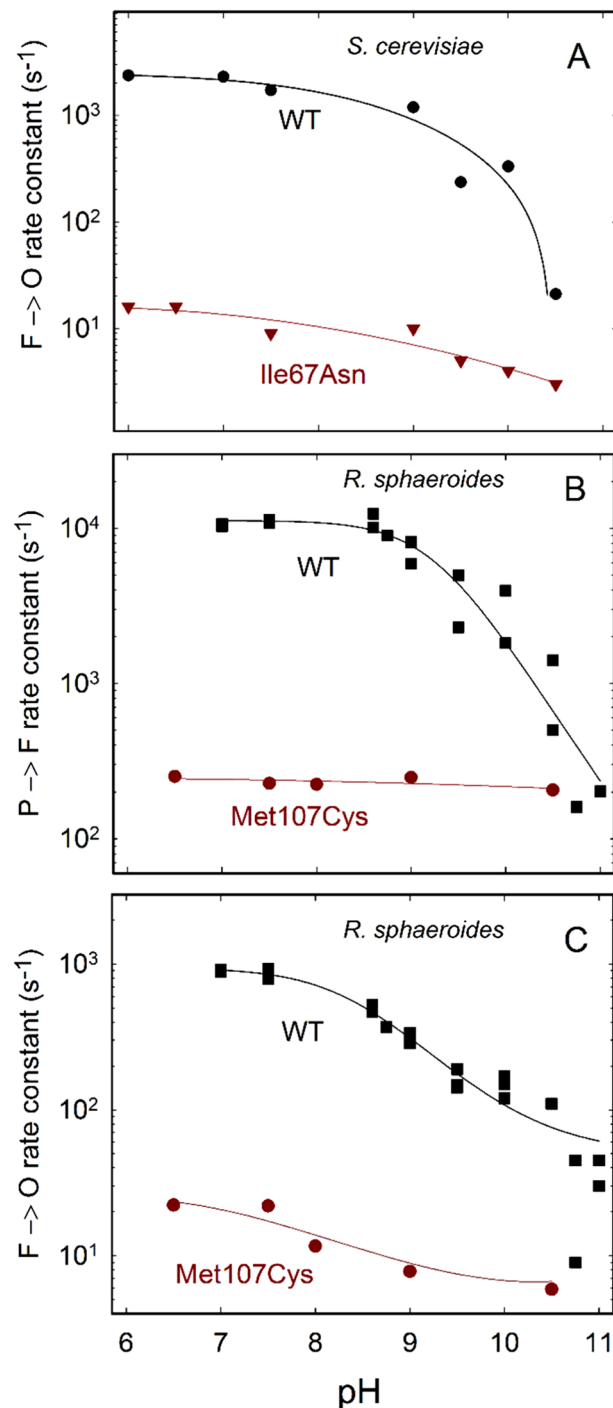 S. cerevisiae
A
F –> O rate constant (s⁻¹)
10³
10²
10¹
WT
Ile67Asn
R. sphaeroides
B
P –> F rate constant (s⁻¹)
10⁴
10³
10²
WT
Met107Cys
R. sphaeroides
C
F –> O rate constant (s⁻¹)
10³
10²
10¹
WT
Met107Cys
6 7 8 9 10 11
pH